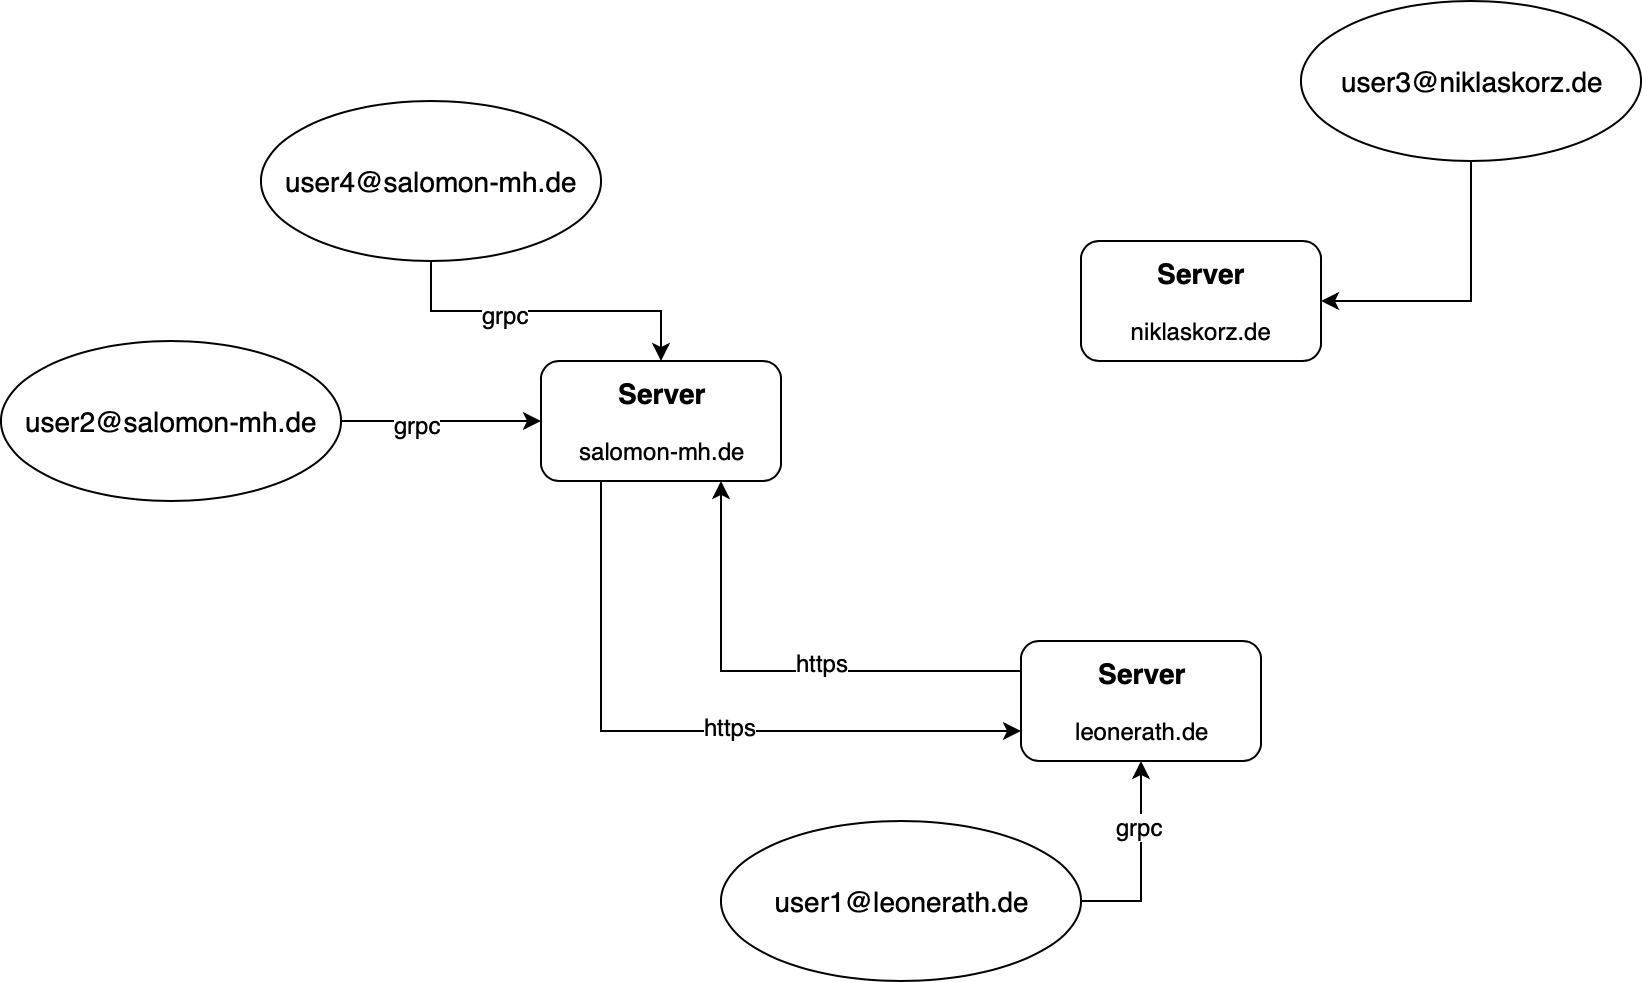 user3@niklaskorz.de
user4@salomon-mh.de
Server
niklaskorz.de
grpc
user2@salomon-mh.de
grpc
Server
salomon-mh.de
https
https
Server
leonerath.de
grpc
user1@leonerath.de